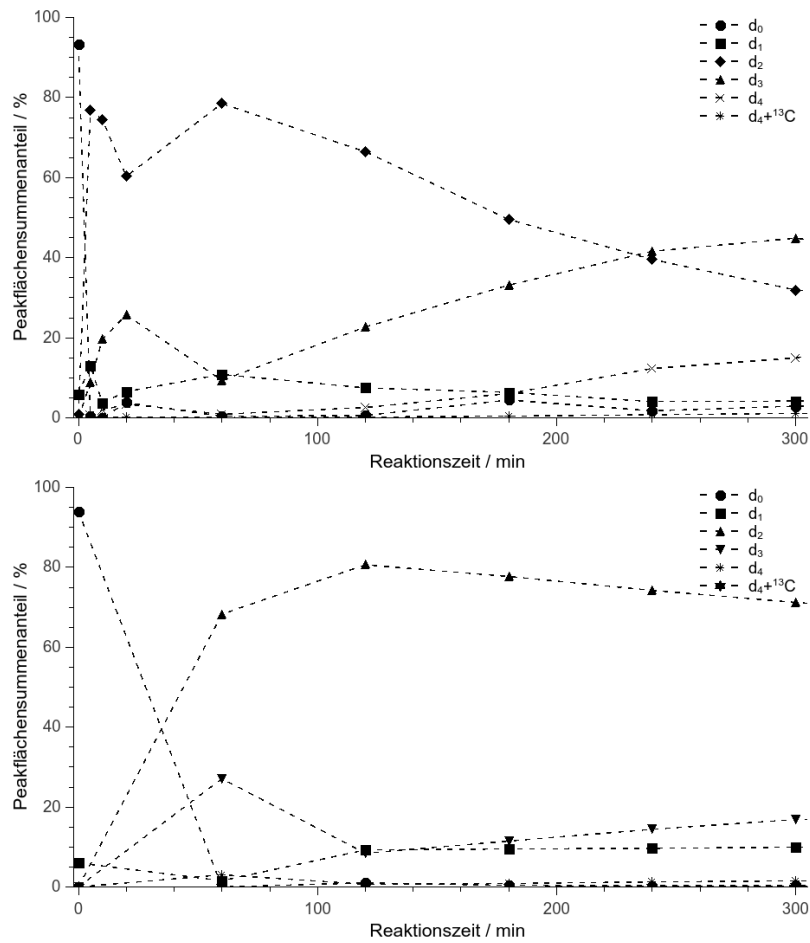 100
80
60
40
20
0
Peakflächensummenanteil / %
d₀
d₁
d₂
d₃
d₄
d₄+¹³C
0
100
200
300
Reaktionszeit / min
100
80
60
40
20
0
Peakflächensummenanteil / %
d₀
d₁
d₂
d₃
d₄
d₄+¹³C
0
100
200
300
Reaktionszeit / min